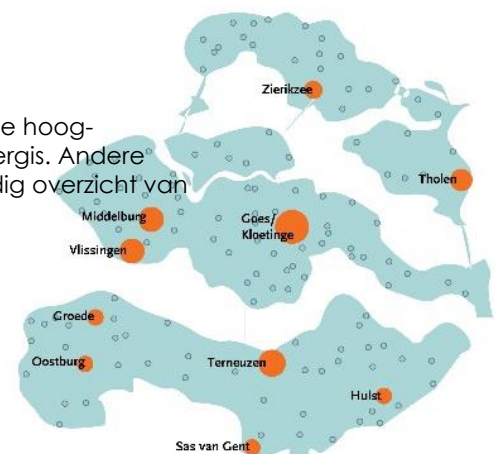 e hoog-
ergis. Andere
dig overzicht van
Zierikzee
Tholen
Middelburg
Goes/
Kloetinge
Vlissingen
Groede
Oostburg
Terneuzen
Hulst
Sas van Gent